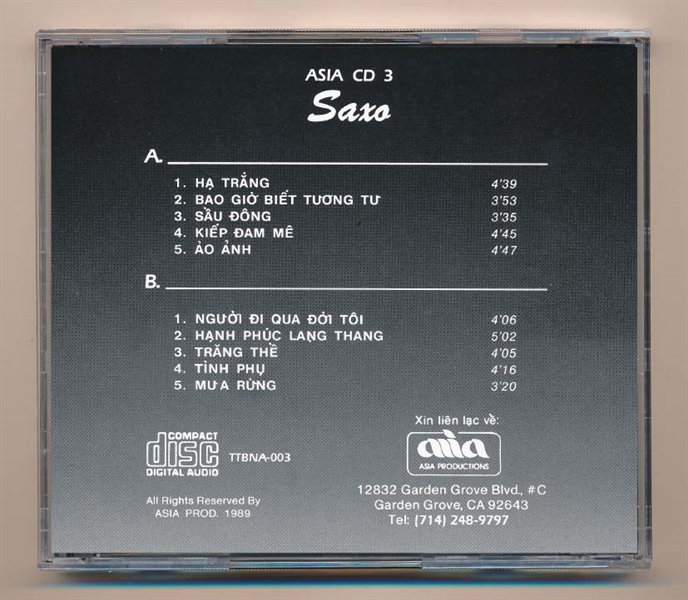 ASIA CD 3
Saxo
A.
1. HẠ TRẮNG 4'39
2. BAO GIỜ BIẾT TƯƠNG TƯ 3'53
3. SẦU ĐÔNG 3'35
4. KIẾP ĐAM MÊ 4'45
5. ẢO ẢNH 4'47
B.
1. NGƯỜI ĐI QUA ĐỜI TÔI 4'06
2. HẠNH PHÚC LANG THANG 5'02
3. TRĂNG THỀ 4'05
4. TÌNH PHỤ 4'16
5. MƯA RỪNG 3'20
COMPACT
disc
DIGITAL AUDIO
TTBNA-003
All Rights Reserved By
ASIA PROD. 1989
Xin liên lạc về:
asia
ASIA PRODUCTIONS
12832 Garden Grove Blvd., #C
Garden Grove, CA 92643
Tel: (714) 248-9797